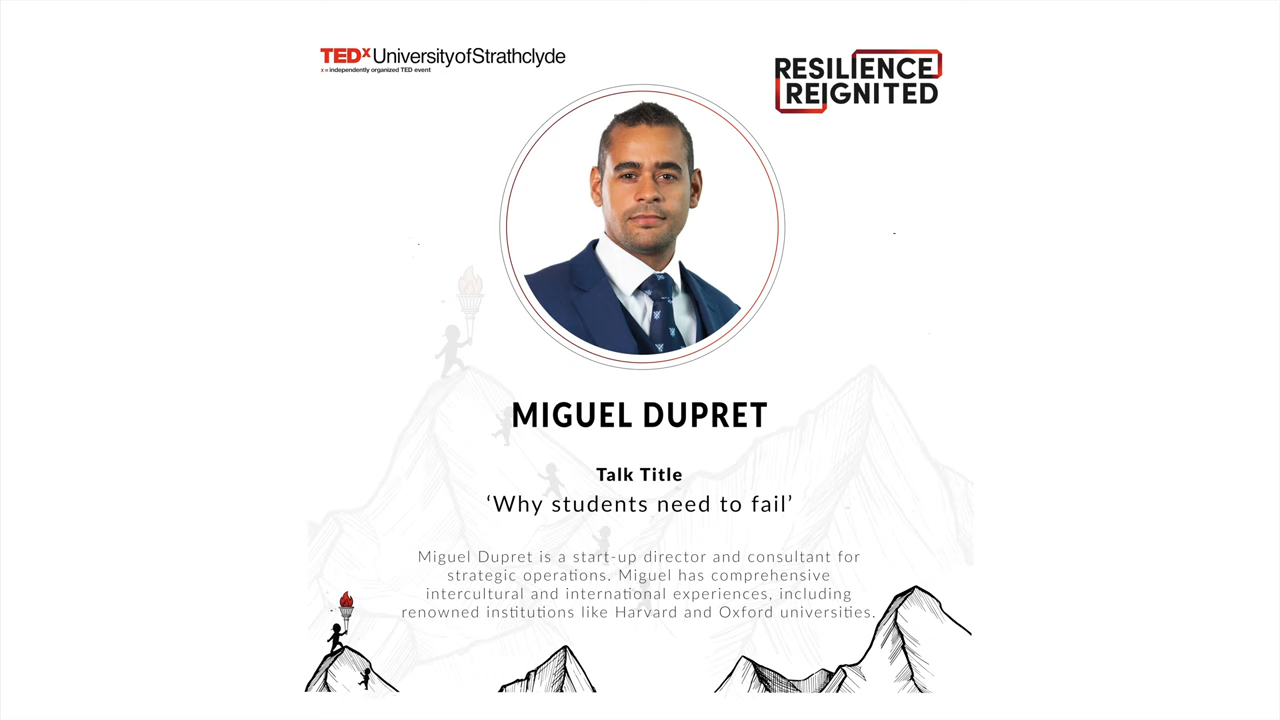 TEDx UniversityofStrathclyde
x = independently organized TED event
RESILIENCE
REIGNITED
MIGUEL DUPRET
Talk Title
‘Why students need to fail’
Miguel Dupret is a start-up director and consultant for
strategic operations. Miguel has comprehensive
intercultural and international experiences, including
renowned institutions like Harvard and Oxford universities.